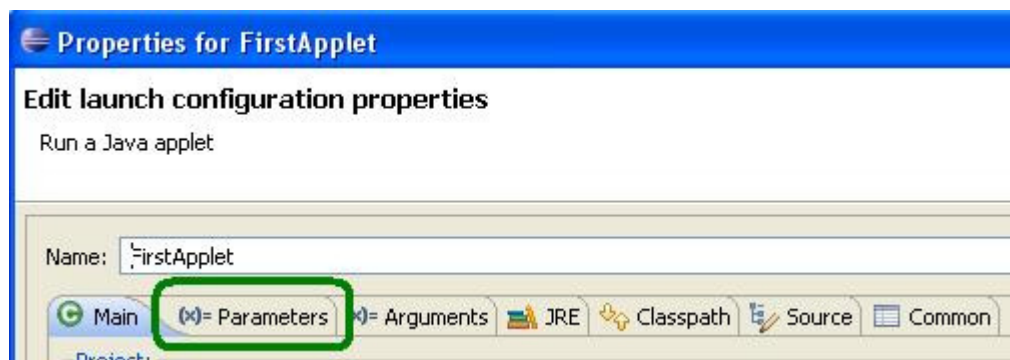 Properties for FirstApplet
Edit launch configuration properties
Run a Java applet
Name: FirstApplet
Main (x)= Parameters (x)= Arguments JRE Classpath Source Common
Project: